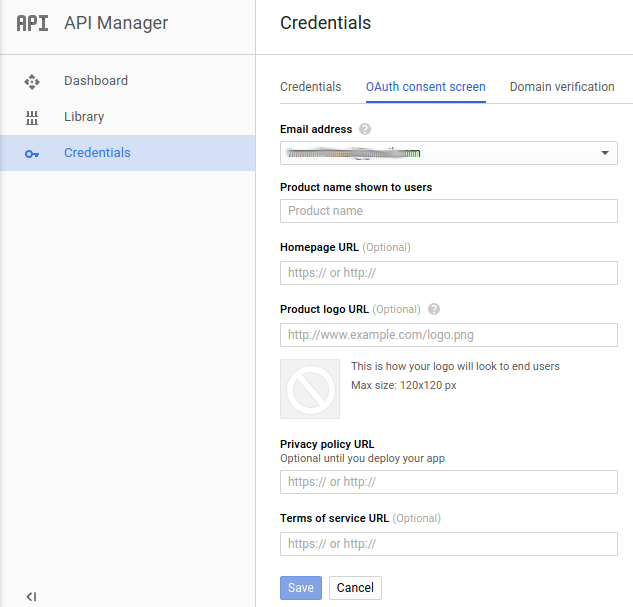 API API Manager
Credentials
Dashboard
Library
Credentials
Credentials OAuth consent screen Domain verification
Email address ?
Product name shown to users
Product name
Homepage URL (Optional)
https:// or http://
Product logo URL (Optional) ?
http://www.example.com/logo.png
This is how your logo will look to end users
Max size: 120x120 px
Privacy policy URL
Optional until you deploy your app
https:// or http://
Terms of service URL (Optional)
https:// or http://
Save Cancel